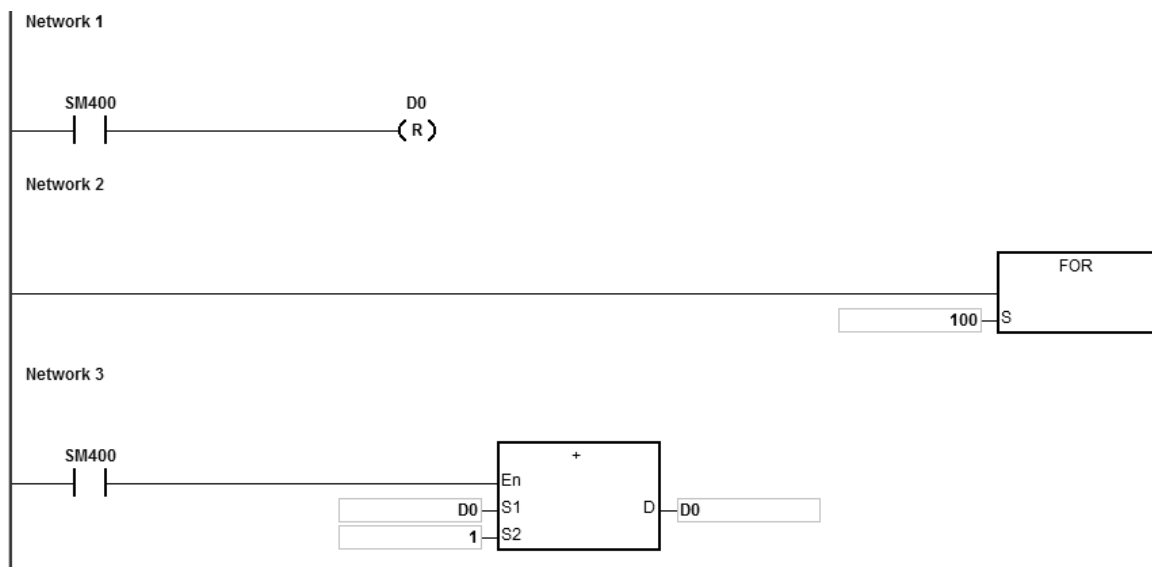 Network 1
SM400 D0
( R )
Network 2
FOR
100 S
Network 3
SM400
+
En
D0 S1 D D0
1 S2